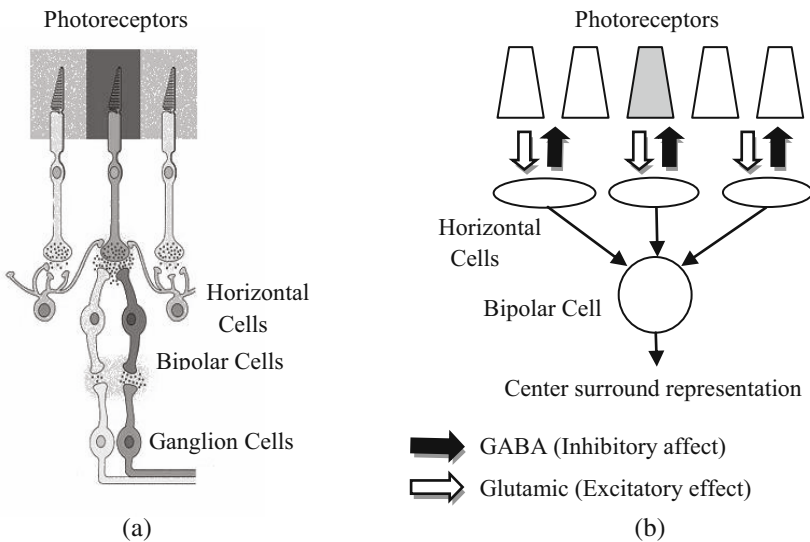 Photoreceptors
Horizontal
Cells
Bipolar Cells
Ganglion Cells
(a)
Photoreceptors
Horizontal
Cells
Bipolar Cell
Center surround representation
GABA (Inhibitory affect)
Glutamic (Excitatory effect)
(b)